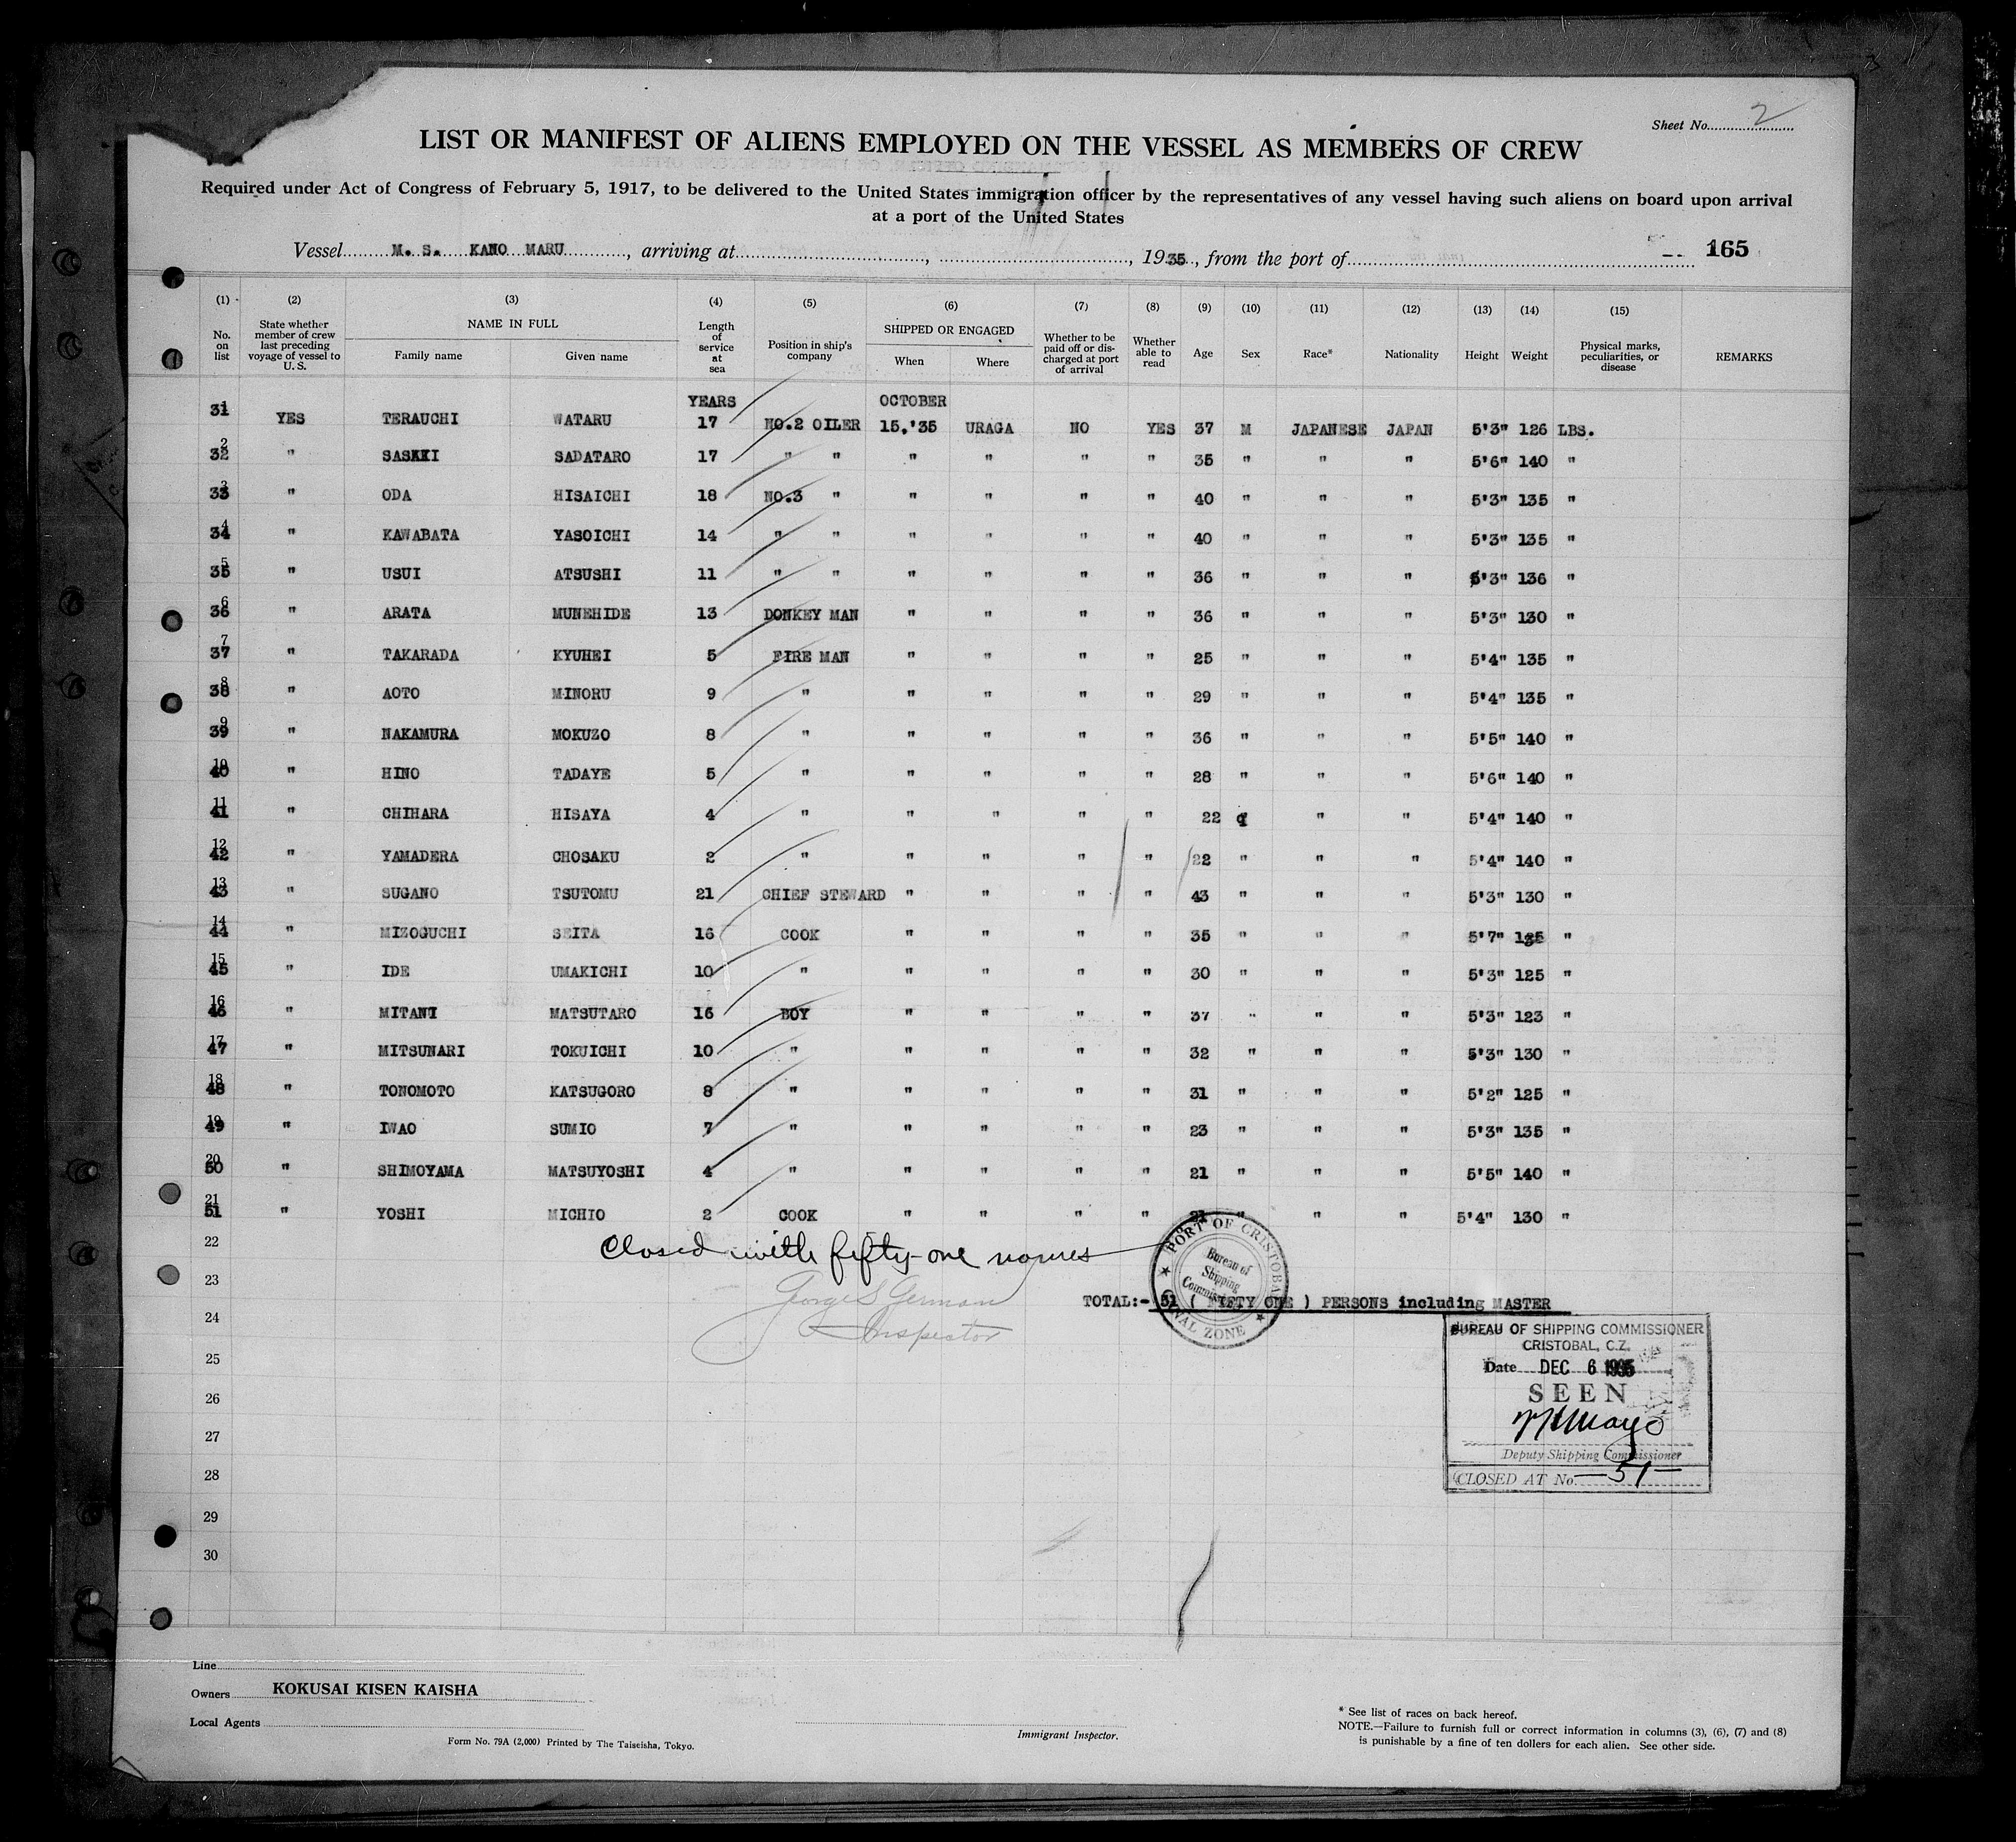 Sheet No. 2
LIST OR MANIFEST OF ALIENS EMPLOYED ON THE VESSEL AS MEMBERS OF CREW
Required under Act of Congress of February 5, 1917, to be delivered to the United States immigration officer by the representatives of any vessel having such aliens on board upon arrival
at a port of the United States
Vessel M. S. KANO MARU, arriving at , , 1935, from the port of 165
(1) (2) (3) (4) (5) (6) (7) (8) (9) (10) (11) (12) (13) (14) (15)
No. on list State whether member of crew last preceding voyage of vessel to U. S. NAME IN FULL Family name Given name Length of service at sea Position in ship's company SHIPPED OR ENGAGED When Where Whether to be paid off or discharged at port of arrival Whether able to read Age Sex Race* Nationality Height Weight Physical marks, peculiarities, or disease REMARKS
YEARS OCTOBER
31 YES TERAUCHI WATARU 17 NO.2 OILER 15,'35 URAGA NO YES 37 M JAPANESE JAPAN 5'3" 126 LBS.
32 " SASAKI SADATARO 17 " " " " " " 35 " " " 5'6" 140 "
33 " ODA HISAICHI 18 NO.3 " " " " " 40 " " " 5'3" 135 "
34 " KAWABATA YASOICHI 14 " " " " " " 40 " " " 5'3" 135 "
35 " USUI ATSUSHI 11 " " " " " " 36 " " " 5'3" 136 "
36 " ARATA MUNEHIDE 13 DONKEY MAN " " " " 36 " " " 5'3" 130 "
37 " TAKARADA KYUHEI 5 FIRE MAN " " " " 25 " " " 5'4" 135 "
38 " AOTO MINORU 9 " " " " " 29 " " " 5'4" 135 "
39 " NAKAMURA MOKUZO 8 " " " " " 36 " " " 5'5" 140 "
40 " HINO TADAYE 5 " " " " " 28 " " " 5'6" 140 "
41 " CHIHARA HISAYA 4 " " " " " 22 " " 5'4" 140 "
42 " YAMADERA CHOSAKU 2 " " " " " 22 " " " 5'4" 140 "
43 " SUGANO TSUTOMU 21 CHIEF STEWARD " " " " 43 " " " 5'3" 130 "
44 " MIZOGUCHI SEITA 16 COOK " " " " 35 " " " 5'7" "
45 " IDE UMAKICHI 10 " " " " " 30 " " " 5'3" 125 "
46 " MITANI MATSUTARO 16 BOY " " " " 37 " " " 5'3" 123 "
47 " MITSUNARI TOKUICHI 10 " " " " " 32 " " " 5'3" 130 "
48 " TONOMOTO KATSUGORO 8 " " " " " 31 " " " 5'2" 125 "
49 " IWAO SUMIO 7 " " " " " 23 " " " 5'3" 135 "
50 " SHIMOYAMA MATSUYOSHI 4 " " " " " 21 " " " 5'5" 140 "
51 " YOSHI MICHIO 2 COOK " " " " 21 " " " 5'4" 130 "
22 Closed with fifty-one names
23 George S German
24 Inspector
PORT OF CRISTOBAL CANAL ZONE
Bureau of Shipping Commissioner
TOTAL:- 51 ( FIFTY ONE ) PERSONS including MASTER
25
26
27
28
29
30
BUREAU OF SHIPPING COMMISSIONER
CRISTOBAL, C.Z.
Date DEC 6 1935
SEEN
Deputy Shipping Commissioner
CLOSED AT No. -51-
Line
Owners KOKUSAI KISEN KAISHA
Local Agents
Form No. 79A (2,000) Printed by The Taiseisha, Tokyo.
Immigrant Inspector.
* See list of races on back hereof.
NOTE.—Failure to furnish full or correct information in columns (3), (6), (7) and (8)
is punishable by a fine of ten dollars for each alien. See other side.